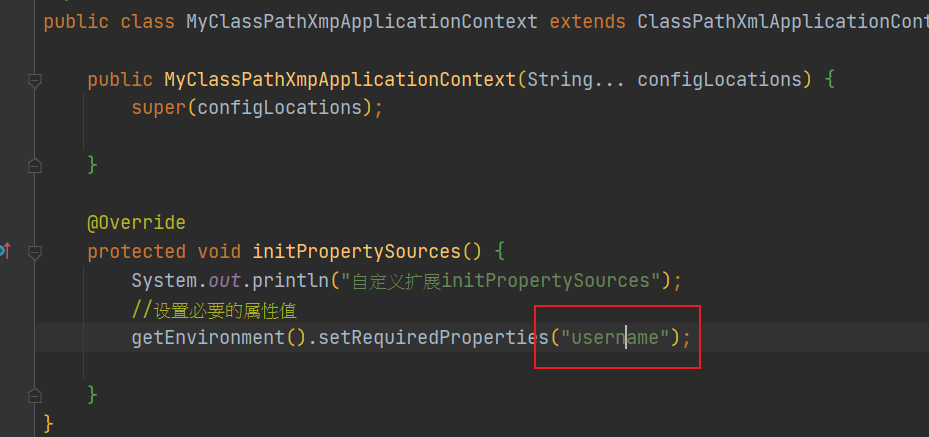 public class MyClassPathXmpApplicationContext extends ClassPathXmlApplicationCont
public MyClassPathXmpApplicationContext(String... configLocations) {
super(configLocations);
}
@Override
protected void initPropertySources() {
System.out.println("自定义扩展initPropertySources");
//设置必要的属性值
getEnvironment().setRequiredProperties("username");
}
}